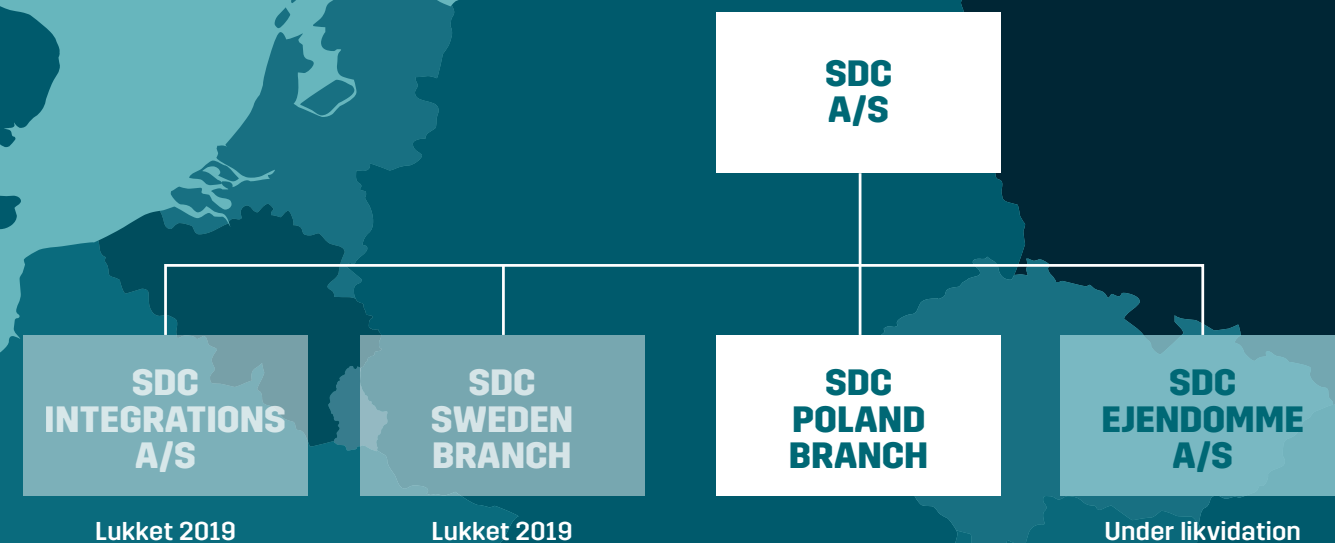 SDC
A/S
SDC
INTEGRATIONS
A/S
SDC
SWEDEN
BRANCH
SDC
POLAND
BRANCH
SDC
EJENDOMME
A/S
Lukket 2019
Lukket 2019
Under likvidation